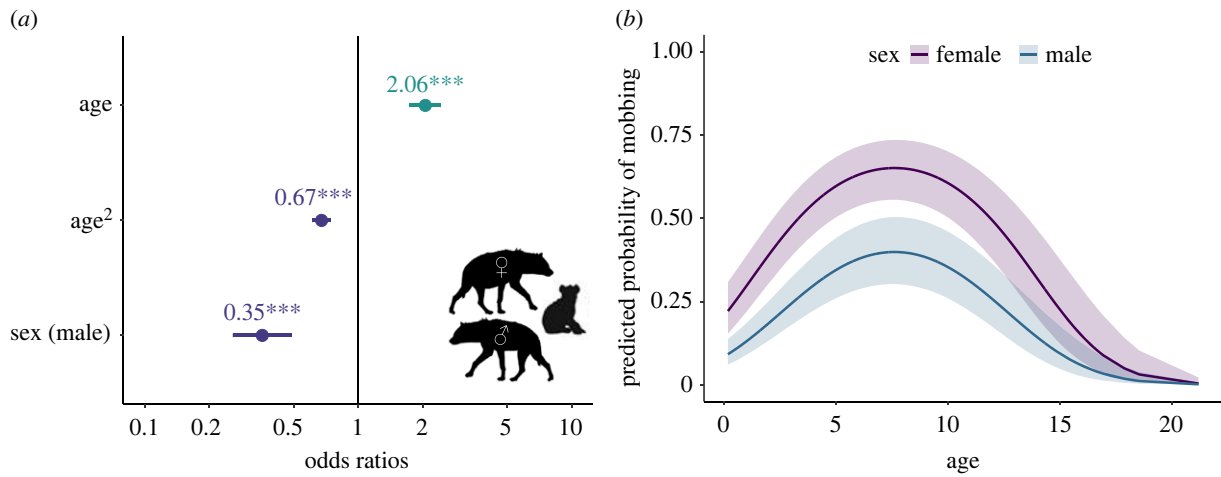 (a)
age
2.06***
age²
0.67***
sex (male)
0.35***
♀
♂
0.1 0.2 0.5 1 2 5 10
odds ratios
(b)
sex female male
predicted probability of mobbing
1.00
0.75
0.50
0.25
0
0 5 10 15 20
age